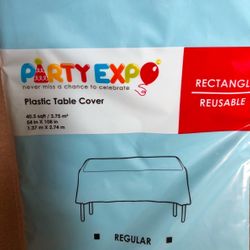 PARTY EXPO
never miss a chance to celebrate
Plastic Table Cover
40.5 sqft / 3.75 m²
54 in X 108 in
1.37 m X 2.74 m
RECTANGL
REUSABLE
REGULAR